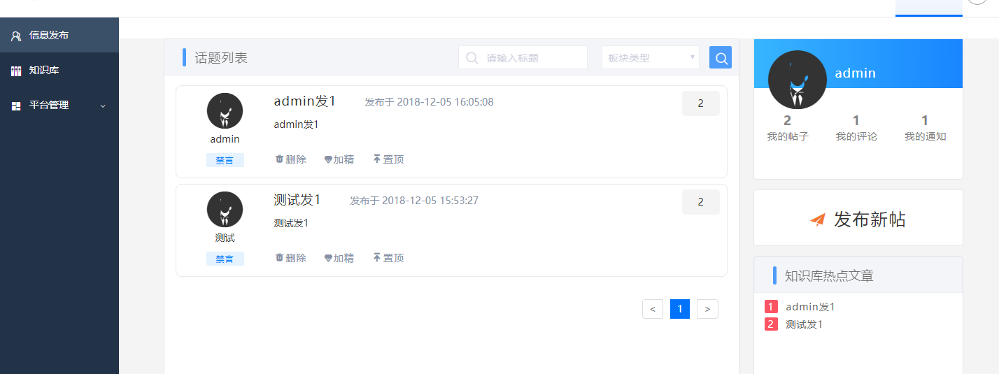 信息发布
知识库
平台管理
话题列表
请输入标题
板块类型
admin发1 发布于 2018-12-05 16:05:08
2
admin发1
admin
禁言
删除 加精 置顶
测试发1 发布于 2018-12-05 15:53:27
2
测试发1
测试
禁言
删除 加精 置顶
< 1 >
admin
2 1 1
我的帖子 我的评论 我的通知
发布新帖
知识库热点文章
1 admin发1
2 测试发1